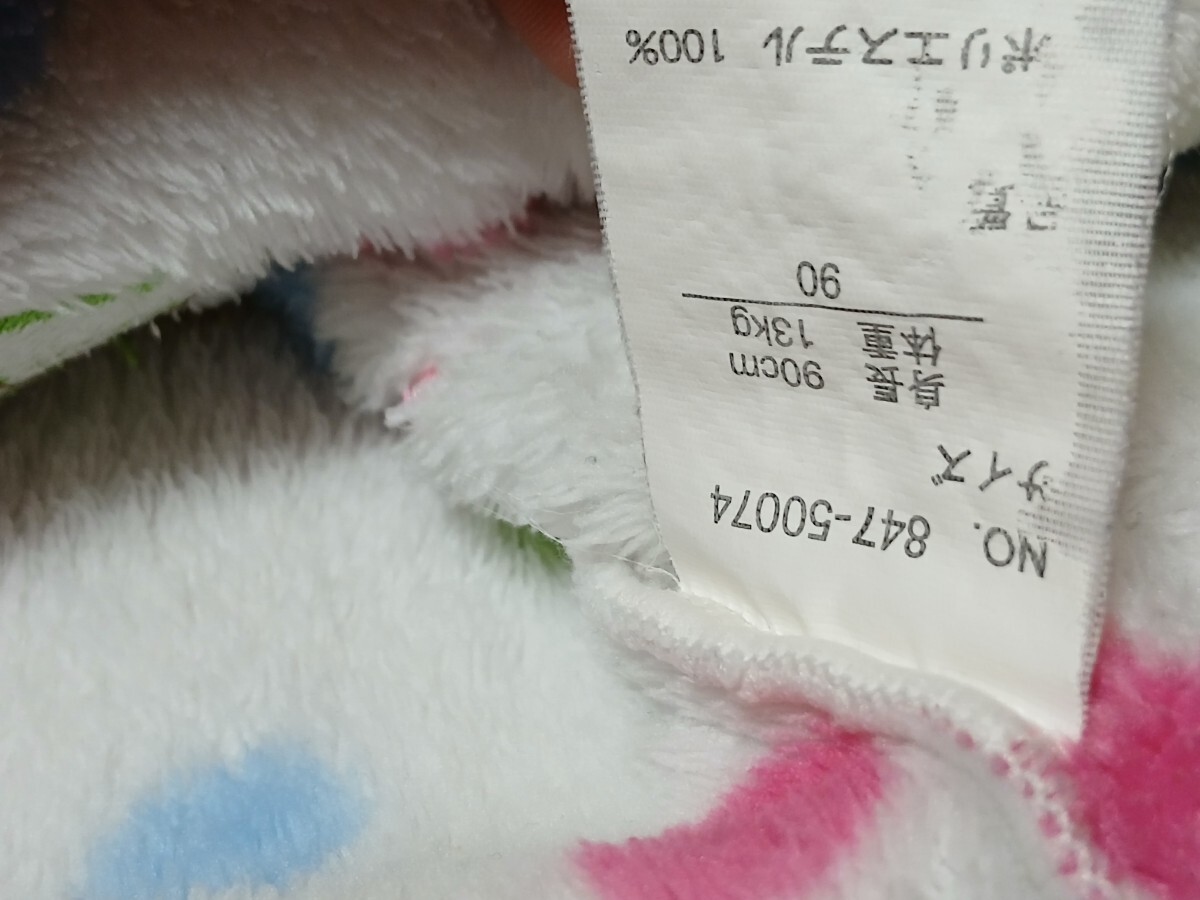 NO. 847-50074
サイズ
身長 90cm
体重 13kg
90
ポリエステル 100%